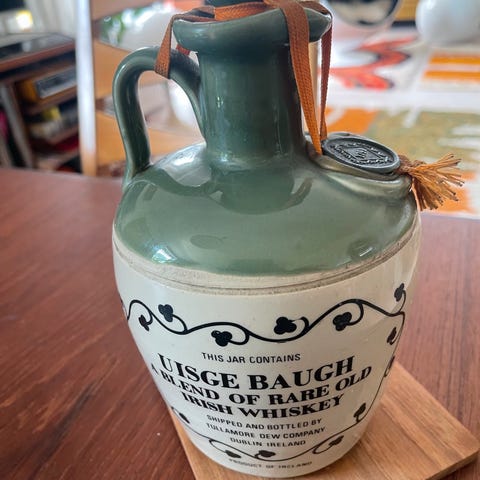 THIS JAR CONTAINS
UISGE BAUGH
A BLEND OF RARE OLD
IRISH WHISKEY
SHIPPED AND BOTTLED BY
TULLAMORE DEW COMPANY
DUBLIN IRELAND
PRODUCT OF IRELAND